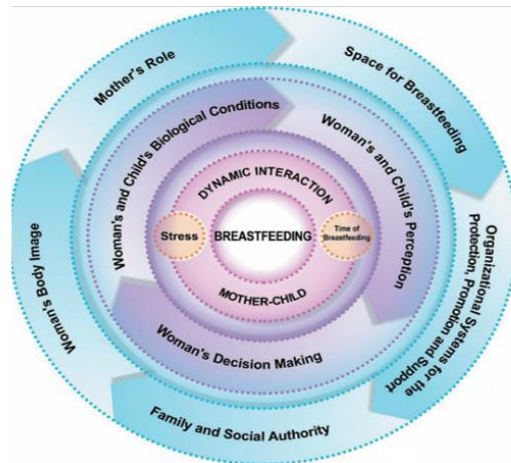 Mother's Role
Space for Breastfeeding
Organizational Systems for the
Protection, Promotion and Support
Family and Social Authority
Woman's Body Image
Woman's and Child's Biological Conditions
Woman's and Child's Perception
Woman's Decision Making
DYNAMIC INTERACTION
Stress
BREASTFEEDING
Time of
Breastfeeding
MOTHER-CHILD